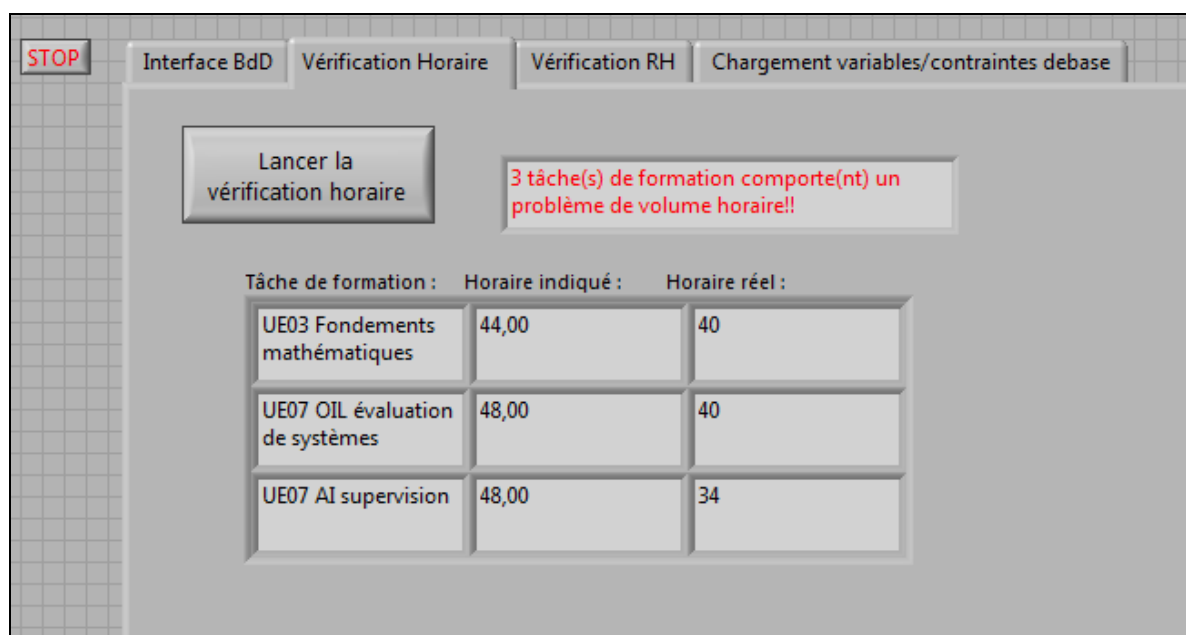 STOP
Interface BdD
Vérification Horaire
Vérification RH
Chargement variables/contraintes debase
Lancer la
vérification horaire
3 tâche(s) de formation comporte(nt) un
problème de volume horaire!!
Tâche de formation : Horaire indiqué : Horaire réel :
UE03 Fondements
mathématiques
44,00
40
UE07 OIL évaluation
de systèmes
48,00
40
UE07 AI supervision
48,00
34